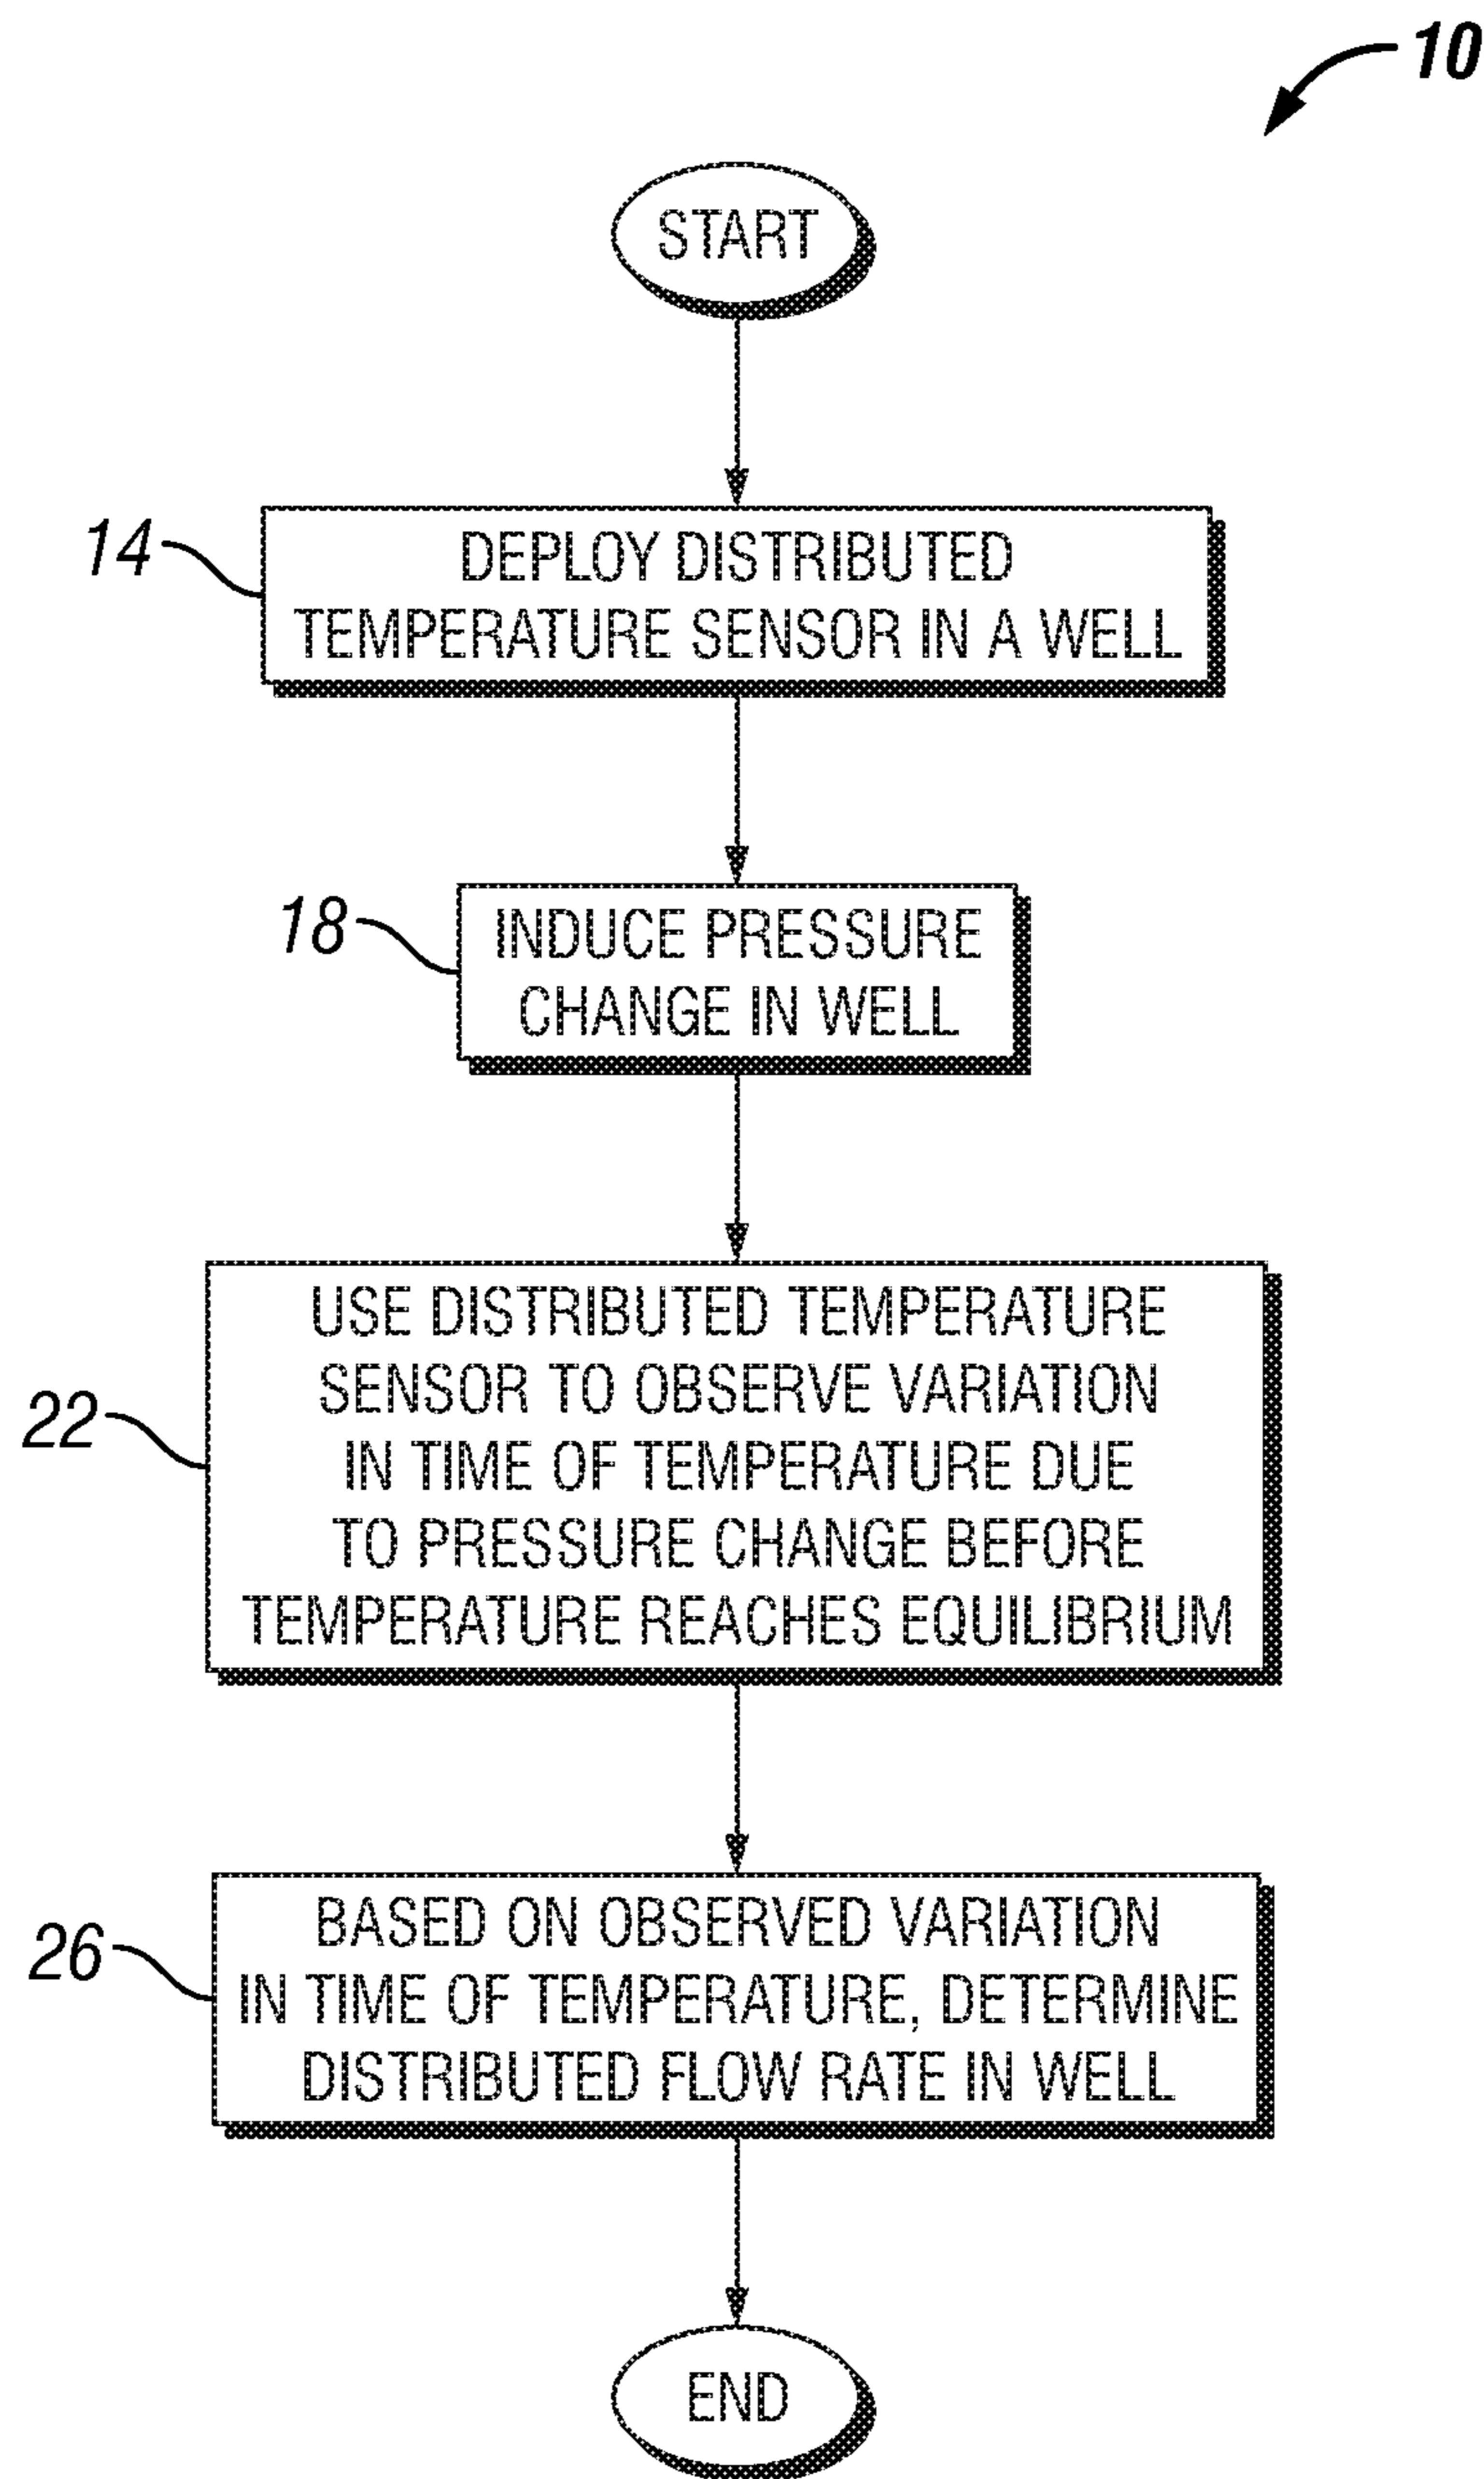 10
START
14
DEPLOY DISTRIBUTED
TEMPERATURE SENSOR IN A WELL
18
INDUCE PRESSURE
CHANGE IN WELL
22
USE DISTRIBUTED TEMPERATURE
SENSOR TO OBSERVE VARIATION
IN TIME OF TEMPERATURE DUE
TO PRESSURE CHANGE BEFORE
TEMPERATURE REACHES EQUILIBRIUM
26
BASED ON OBSERVED VARIATION
IN TIME OF TEMPERATURE, DETERMINE
DISTRIBUTED FLOW RATE IN WELL
END